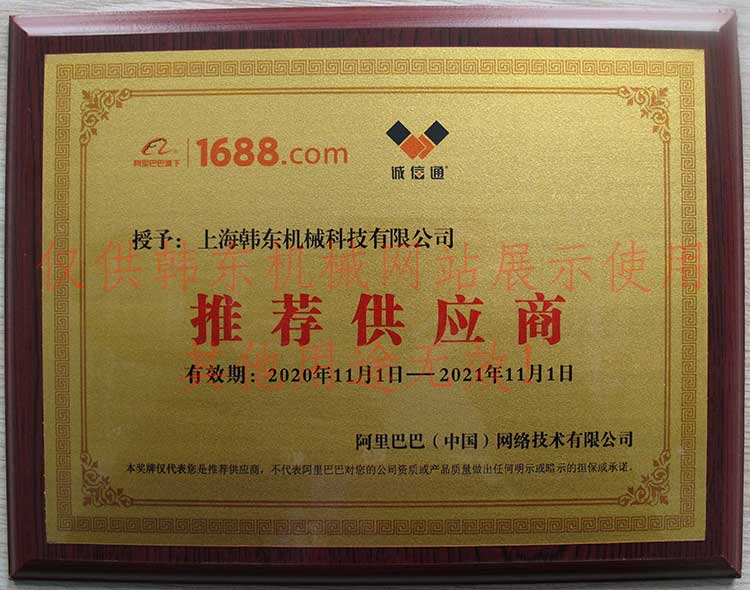 阿里巴巴旗下 1688.com 诚信通
授予：上海韩东机械科技有限公司
仅供韩东机械网站展示使用
推荐供应商
其他用途无效！
有效期：2020年11月1日——2021年11月1日
阿里巴巴（中国）网络技术有限公司
本奖牌仅代表您是推荐供应商，不代表阿里巴巴对您的公司资质或产品质量做出任何明示或暗示的担保或承诺。